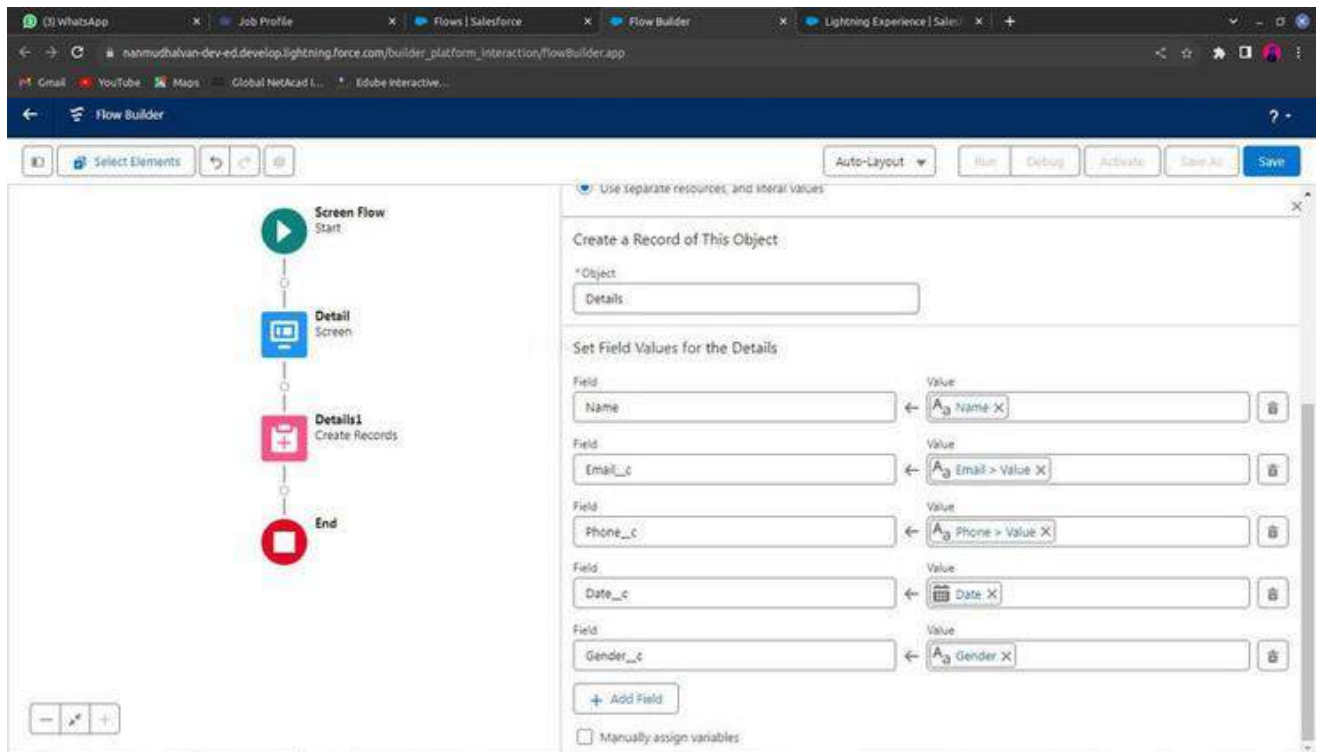 (3) WhatsApp
Job Profile
Flows | Salesforce
Flow Builder
Lightning Experience | Sales
nanmudhalvan-dev-ed.develop.lightning.force.com/builder_platform_interaction/flowBuilder.app
Gmail YouTube Maps Global NetAcad I... Edube Interactive...
Flow Builder
?
Select Elements
Auto-Layout
Run
Debug
Activate
Save As
Save
Screen Flow
Start
Detail
Screen
Details1
Create Records
End
Use separate resources, and literal values
Create a Record of This Object
*Object
Details
Set Field Values for the Details
Field Value
Name Aa Name
Field Value
Email__c Aa Email > Value
Field Value
Phone__c Aa Phone > Value
Field Value
Date__c Date
Field Value
Gender__c Aa Gender
+ Add Field
Manually assign variables